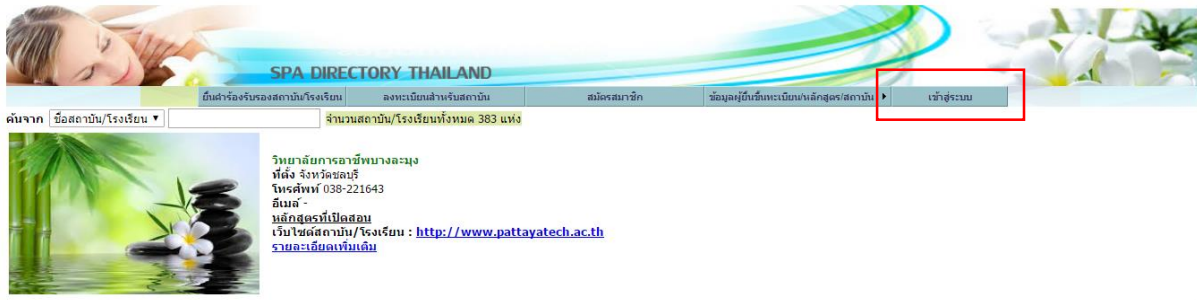 SPA DIRECTORY THAILAND
ยื่นคำร้องรับรองสถาบัน/โรงเรียน ลงทะเบียนสำหรับสถาบัน สมัครสมาชิก ข้อมูลผู้ยื่นขึ้นทะเบียน/หลักสูตร/สถาบัน เข้าสู่ระบบ
ค้นจาก ชื่อสถาบัน/โรงเรียน จำนวนสถาบัน/โรงเรียนทั้งหมด 383 แห่ง
วิทยาลัยการอาชีพบางละมุง
ที่ตั้ง จังหวัดชลบุรี
โทรศัพท์ 038-221643
อีเมล์ -
หลักสูตรที่เปิดสอน
เว็บไซต์สถาบัน/โรงเรียน : http://www.pattayatech.ac.th
รายละเอียดเพิ่มเติม